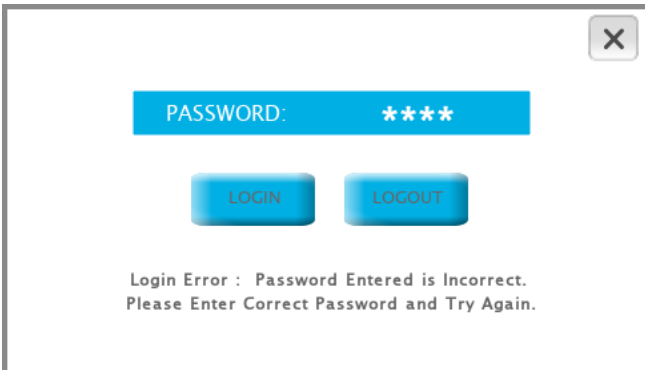 PASSWORD: ****
LOGIN LOGOUT
Login Error : Password Entered is Incorrect.
Please Enter Correct Password and Try Again.